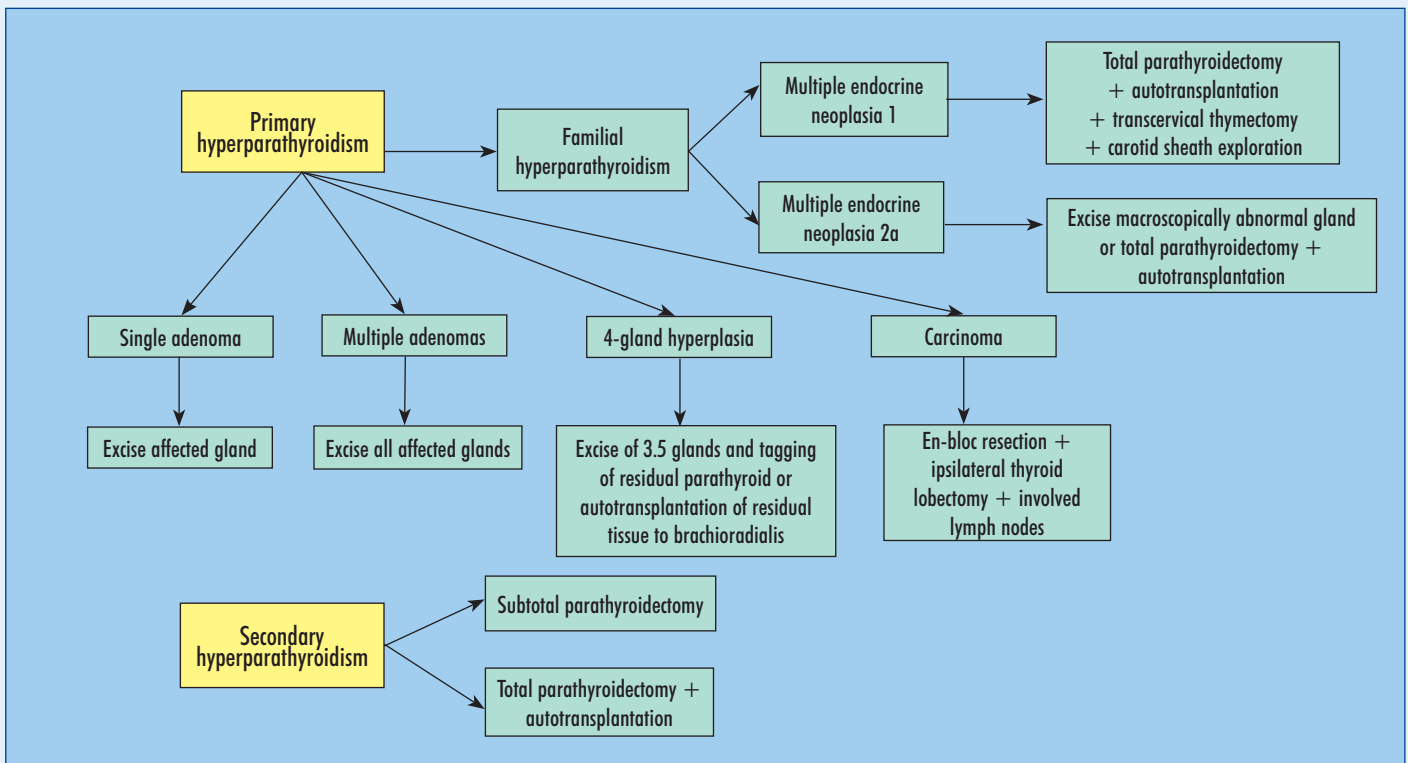 Primary
hyperparathyroidism
Familial
hyperparathyroidism
Multiple endocrine
neoplasia 1
Total parathyroidectomy
+ autotransplantation
+ transcervical thymectomy
+ carotid sheath exploration
Multiple endocrine
neoplasia 2a
Excise macroscopically abnormal gland
or total parathyroidectomy +
autotransplantation
Single adenoma
Multiple adenomas
4-gland hyperplasia
Carcinoma
Excise affected gland
Excise all affected glands
Excise of 3.5 glands and tagging
of residual parathyroid or
autotransplantation of residual
tissue to brachioradialis
En-bloc resection +
ipsilateral thyroid
lobectomy + involved
lymph nodes
Secondary
hyperparathyroidism
Subtotal parathyroidectomy
Total parathyroidectomy +
autotransplantation